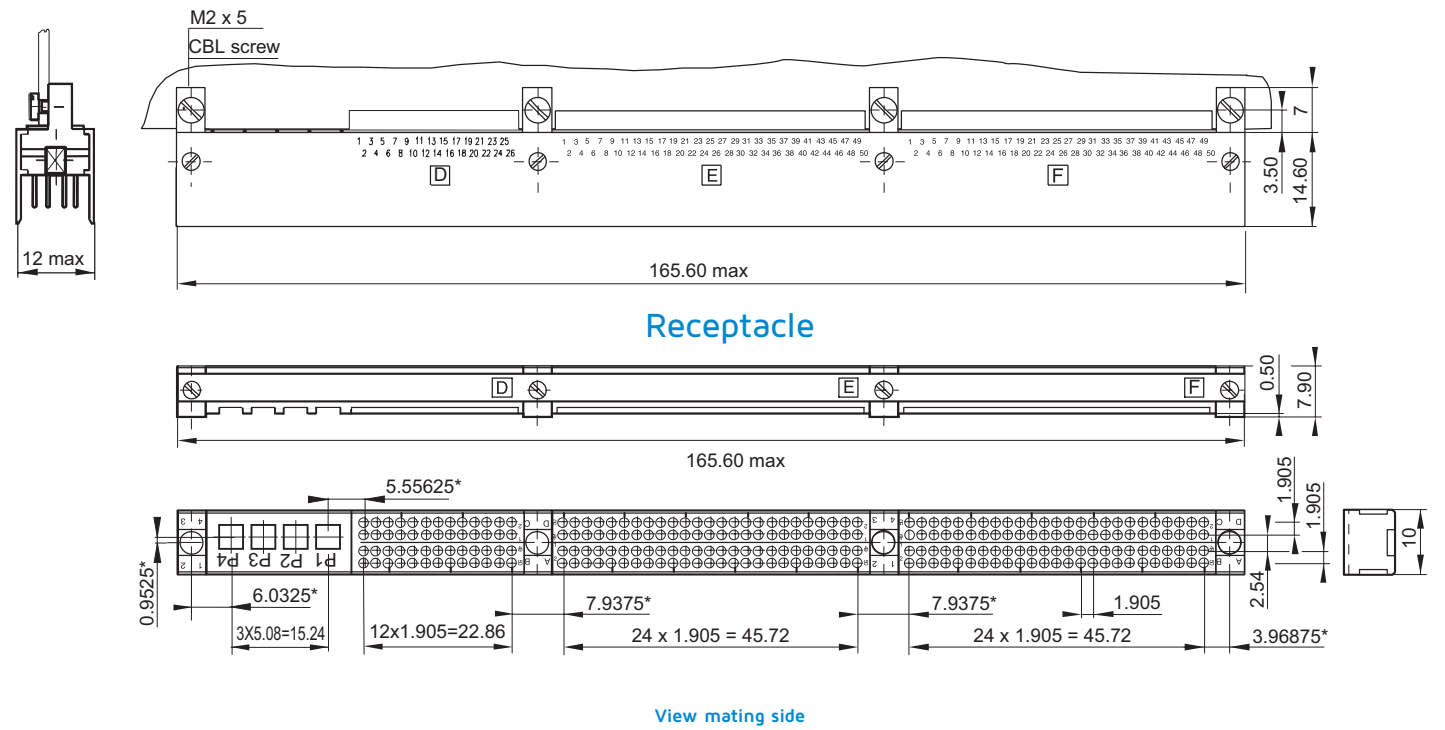 M2 x 5
CBL screw
1 3 5 7 9 11 13 15 17 19 21 23 25
2 4 6 8 10 12 14 16 18 20 22 24 26
D
1 3 5 7 9 11 13 15 17 19 21 23 25 27 29 31 33 35 37 39 41 43 45 47 49
2 4 6 8 10 12 14 16 18 20 22 24 26 28 30 32 34 36 38 40 42 44 46 48 50
E
1 3 5 7 9 11 13 15 17 19 21 23 25 27 29 31 33 35 37 39 41 43 45 47 49
2 4 6 8 10 12 14 16 18 20 22 24 26 28 30 32 34 36 38 40 42 44 46 48 50
F
7
3.50
14.60
12 max
165.60 max
Receptacle
D
E
F
0.50
7.90
165.60 max
5.55625*
1.905
1.905
3 4
2 1
P4 P3 P2 P1
C D
B A
3 4
2 1
C D
B A
10
2.54
0.9525*
6.0325*
7.9375*
7.9375*
1.905
3X5.08=15.24
12x1.905=22.86
24 x 1.905 = 45.72
24 x 1.905 = 45.72
3.96875*
View mating side